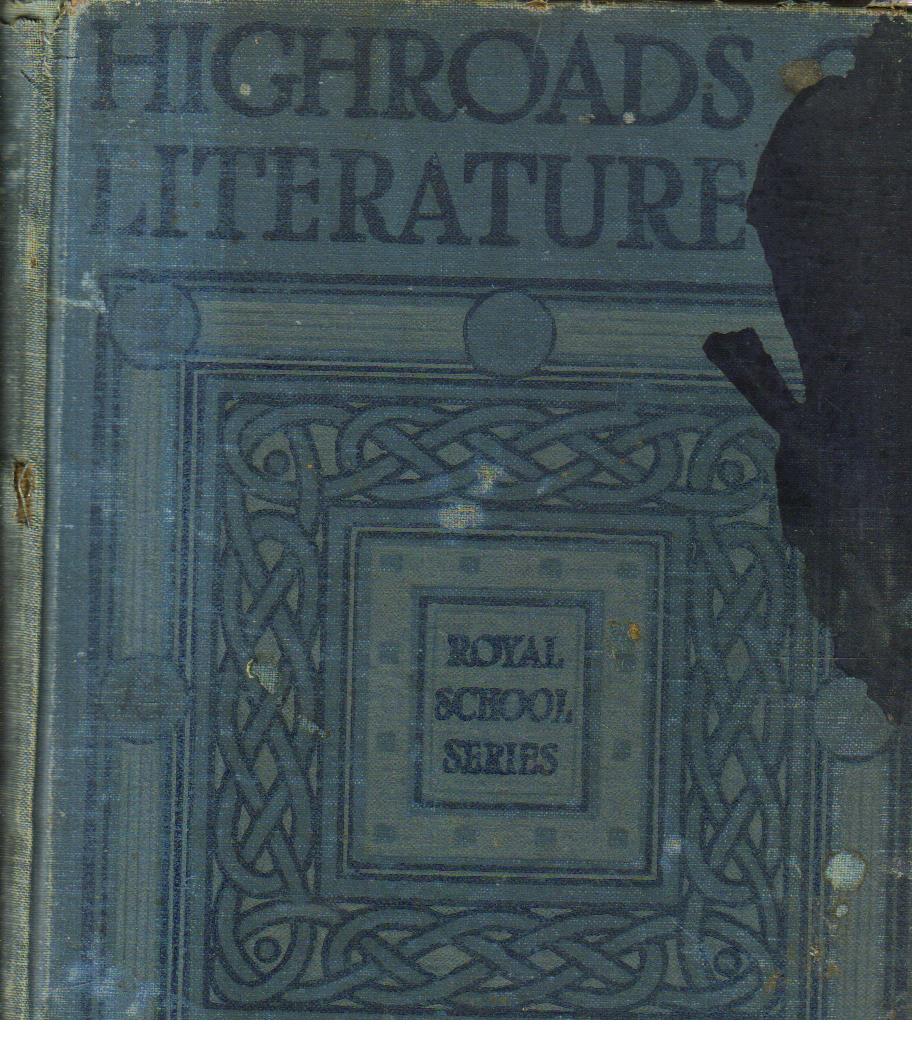 HIGHROADS
LITERATURE
ROYAL
SCHOOL
SERIES